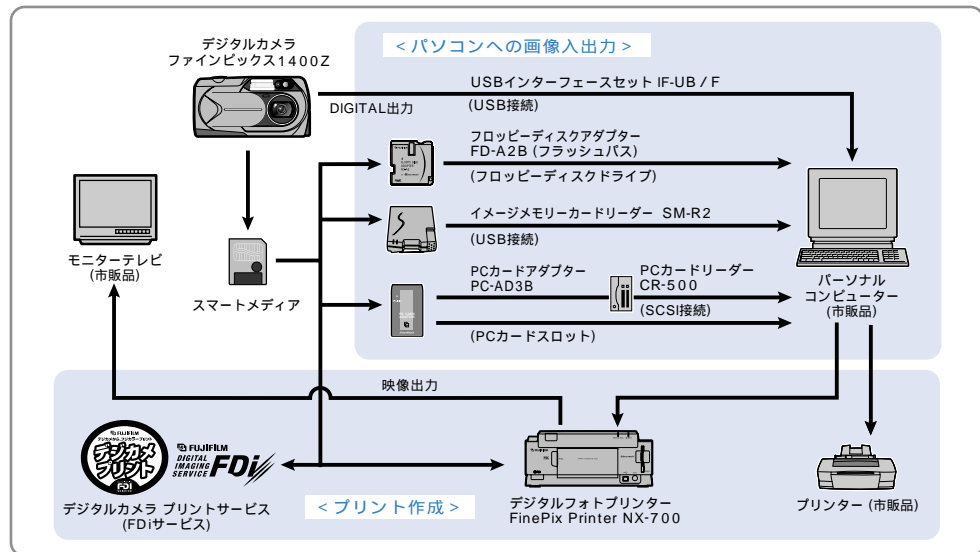 デジタルカメラ
ファインピックス1400Z
<パソコンへの画像入出力>
USBインターフェースセット IF-UB / F
DIGITAL出力
(USB接続)
フロッピーディスクアダプター
FD-A2B (フラッシュパス)
(フロッピーディスクドライブ)
イメージメモリーカードリーダー SM-R2
(USB接続)
モニターテレビ
(市販品)
スマートメディア
PCカードアダプター
PC-AD3B
PCカードリーダー
CR-500
(SCSI接続)
(PCカードスロット)
パーソナル
コンピューター
(市販品)
映像出力
FUJIFILM
デジカメ
プリント
FDi
SERVICE
FUJIFILM
DIGITAL
IMAGING
SERVICE
FDi
デジタルカメラ プリントサービス
(FDiサービス)
<プリント作成>
デジタルフォトプリンター
FinePix Printer NX-700
プリンター (市販品)